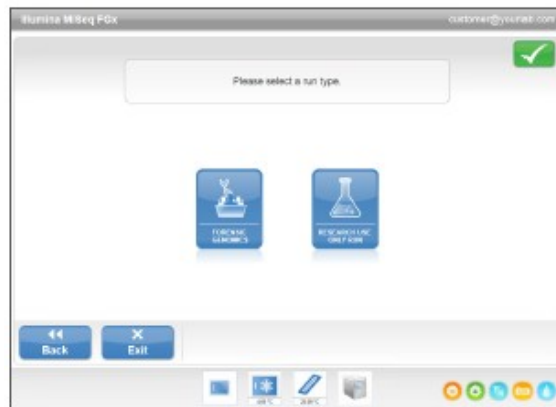 Illumina MiSeq FGx
customer@yourlab.com
Please select a run type.
FORENSIC
GENOMICS
RESEARCH USE
ONLY RUN
Back
Exit